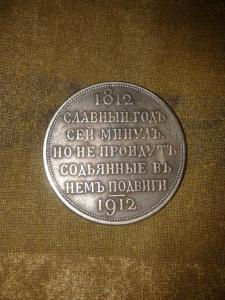 1812
СЛАВНЫЙ ГОДЪ
СЕЙ МИНУЛЪ,
НО НЕ ПРОЙДУТЪ
СОДѢЯННЫЕ ВЪ
НЕМЪ ПОДВИГИ
1912.